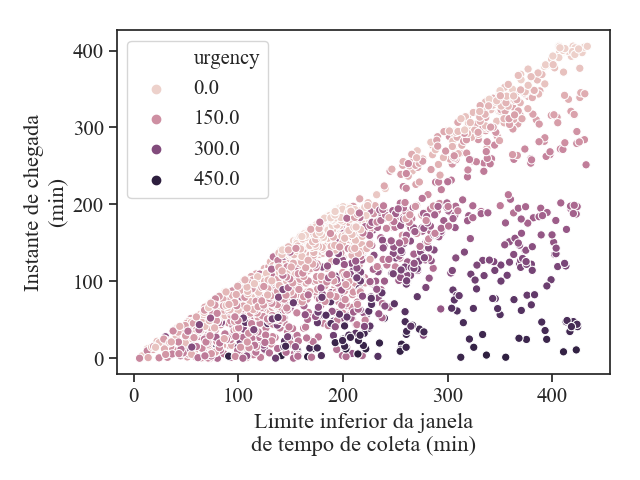 urgency
0.0
150.0
300.0
450.0
400
300
200
100
0
Instante de chegada
(min)
0
100
200
300
400
Limite inferior da janela
de tempo de coleta (min)